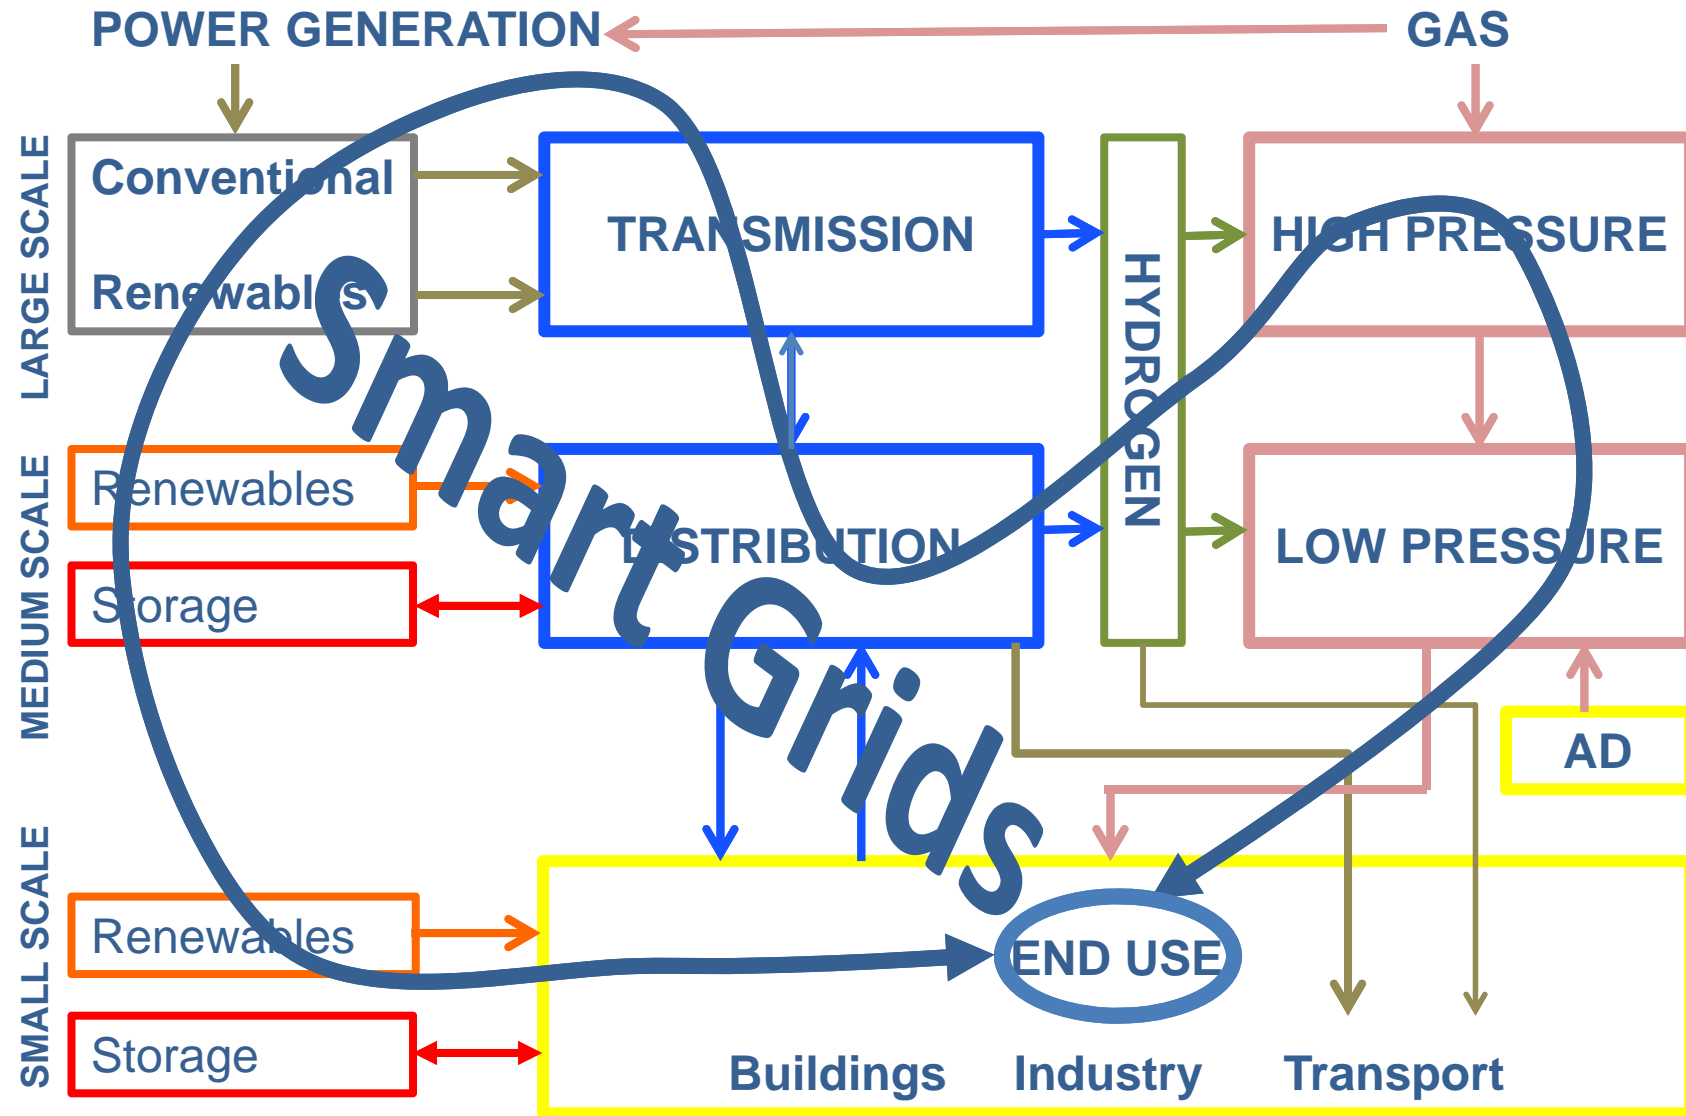 POWER GENERATION
GAS
LARGE SCALE
Conventional
Renewables
TRANSMISSION
HYDROGEN
HIGH PRESSURE
Smart Grids
MEDIUM SCALE
Renewables
Storage
DISTRIBUTION
LOW PRESSURE
AD
SMALL SCALE
Renewables
Storage
END USE
Buildings
Industry
Transport